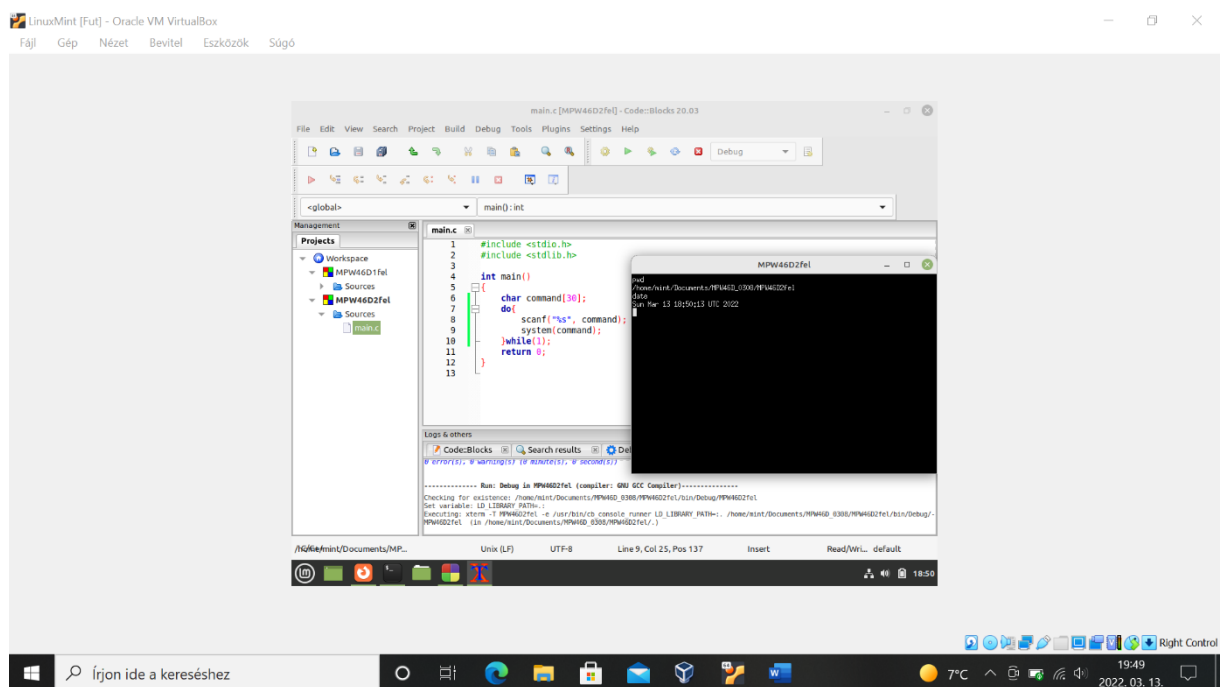 LinuxMint [Fut] - Oracle VM VirtualBox
Fájl Gép Nézet Bevitel Eszközök Súgó
main.c [MPW46D2fel] - Code::Blocks 20.03
File Edit View Search Project Build Debug Tools Plugins Settings Help
Debug
<global> main() : int
Management
Projects
Workspace
MPW46D1fel
Sources
MPW46D2fel
Sources
main.c
main.c
1 #include <stdio.h>
2 #include <stdlib.h>
3
4 int main()
5 {
6 char command[30];
7 do{
8 scanf("%s", command);
9 system(command);
10 }while(1);
11 return 0;
12 }
13
MPW46D2fel
pwd
/home/mint/Documents/MPW46D_0308/MPW46D2fel
date
Sun Mar 13 18:50:13 UTC 2022
Logs & others
Code::Blocks Search results De
0 error(s), 0 warning(s) (0 minute(s), 0 second(s))
-------------- Run: Debug in MPW46D2fel (compiler: GNU GCC Compiler)---------------
Checking for existence: /home/mint/Documents/MPW46D_0308/MPW46D2fel/bin/Debug/MPW46D2fel
Set variable: LD_LIBRARY_PATH=.:
Executing: xterm -T MPW46D2fel -e /usr/bin/cb_console_runner LD_LIBRARY_PATH=:. /home/mint/Documents/MPW46D_0308/MPW46D2fel/bin/Debug/-
MPW46D2fel (in /home/mint/Documents/MPW46D_0308/MPW46D2fel/.)
mint/Documents/MP... Unix (LF) UTF-8 Line 9, Col 25, Pos 137 Insert Read/Wri... default
18:50
Right Control
Írjon ide a kereséshez
7°C
19:49
2022. 03. 13.